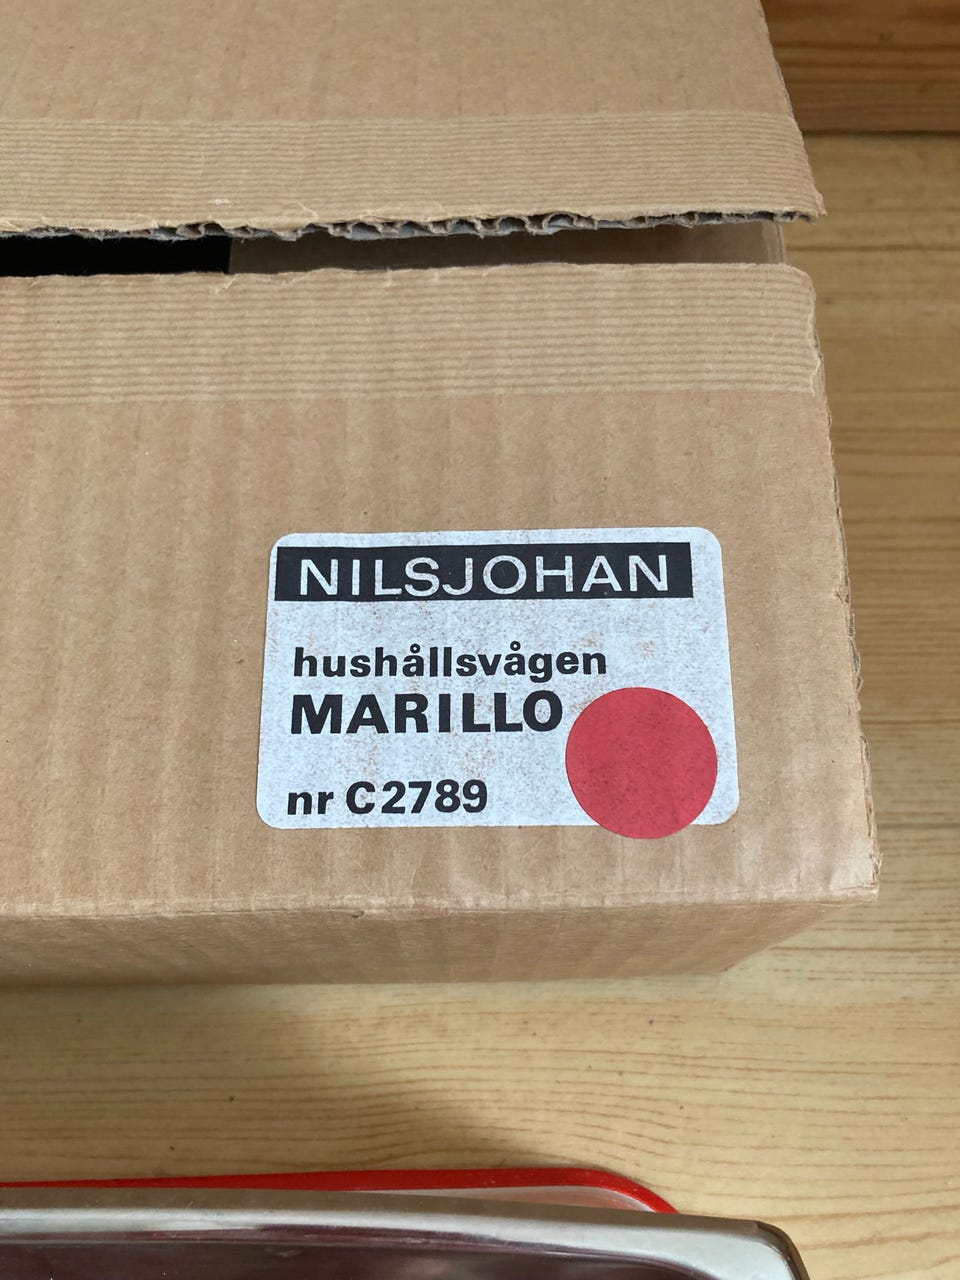 NILSJOHAN
hushållsvågen
MARILLO
nr C2789